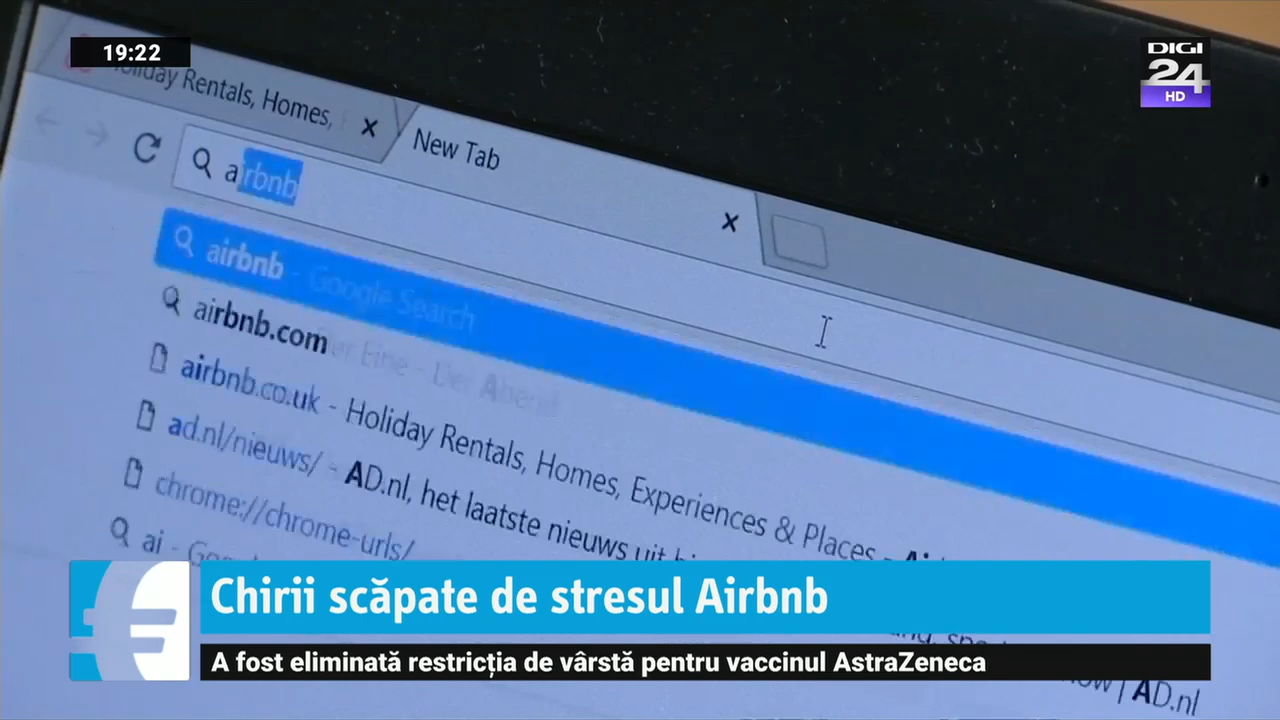 19:22
DIGI
24
HD
Holiday Rentals, Homes,
New Tab
airbnb
airbnb - Google Search
airbnb.com
airbnb.co.uk - Holiday Rentals, Homes, Experiences & Places -
ad.nl/nieuws/ - AD.nl, het laatste nieuws uit
chrome://chrome-urls/
ai -
Chirii scăpate de stresul Airbnb
A fost eliminată restricția de vârstă pentru vaccinul AstraZeneca
| AD.nl